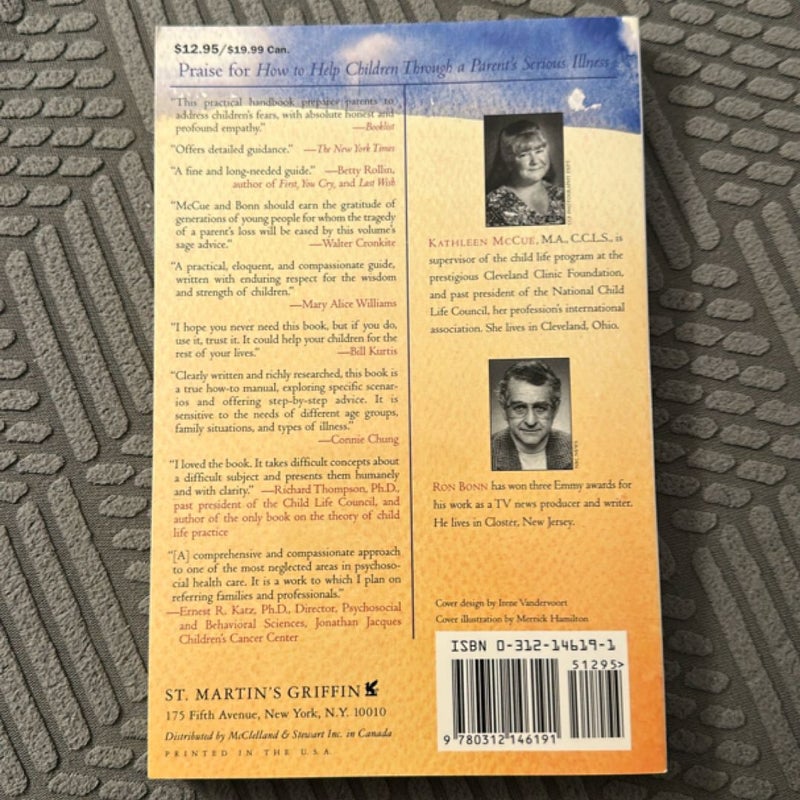 $12.95/$19.99 Can.
Praise for How to Help Children Through a Parent's Serious Illness
"This practical handbook prepares parents to
address children's fears, with absolute honest and
profound empathy." —Booklist
"Offers detailed guidance." —The New York Times
"A fine and long-needed guide." —Betty Rollin,
author of First, You Cry, and Last Wish
"McCue and Bonn should earn the gratitude of
generations of young people for whom the tragedy
of a parent's loss will be eased by this volume's
sage advice." —Walter Cronkite
"A practical, eloquent, and compassionate guide,
written with enduring respect for the wisdom
and strength of children."
—Mary Alice Williams
"I hope you never need this book, but if you do,
use it, trust it. It could help your children for the
rest of your lives." —Bill Kurtis
"Clearly written and richly researched, this book is
a true how-to manual, exploring specific scenar-
ios and offering step-by-step advice. It is
sensitive to the needs of different age groups,
family situations, and types of illness."
—Connie Chung
"I loved the book. It takes difficult concepts about
a difficult subject and presents them humanely
and with clarity." —Richard Thompson, Ph.D.,
past president of the Child Life Council, and
author of the only book on the theory of child
life practice
"[A] comprehensive and compassionate approach
to one of the most neglected areas in psychoso-
cial health care. It is a work to which I plan on
referring families and professionals."
—Ernest R. Katz, Ph.D., Director, Psychosocial
and Behavioral Sciences, Jonathan Jacques
Children's Cancer Center
KATHLEEN MCCUE, M.A., C.C.L.S., is
supervisor of the child life program at the
prestigious Cleveland Clinic Foundation,
and past president of the National Child
Life Council, her profession's international
association. She lives in Cleveland, Ohio.
NBC NEWS
RON BONN has won three Emmy awards for
his work as a TV news producer and writer.
He lives in Closter, New Jersey.
Cover design by Irene Vandervoort
Cover illustration by Merrick Hamilton
ISBN 0-312-14619-1
51295>
9 780312 146191
ST. MARTIN'S GRIFFIN
175 Fifth Avenue, New York, N.Y. 10010
Distributed by McClelland & Stewart Inc. in Canada
PRINTED IN THE U.S.A.